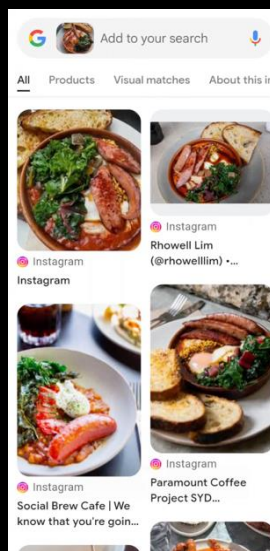 Add to your search
All Products Visual matches About this i
Instagram
Instagram
Instagram
Rhowell Lim
(@rhowelllim) •...
Instagram
Social Brew Cafe | We
know that you're goin...
Instagram
Paramount Coffee
Project SYD...